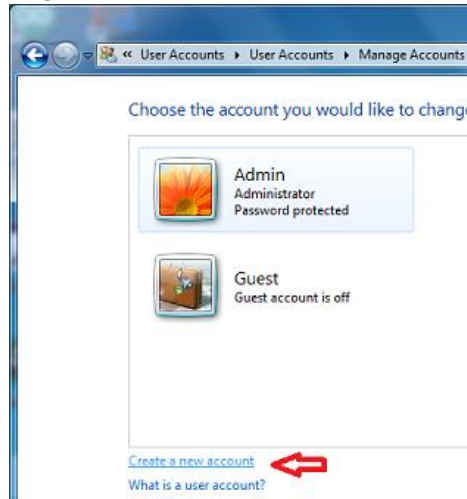 « User Accounts ▸ User Accounts ▸ Manage Accounts
Choose the account you would like to change
Admin
Administrator
Password protected
Guest
Guest account is off
Create a new account
What is a user account?